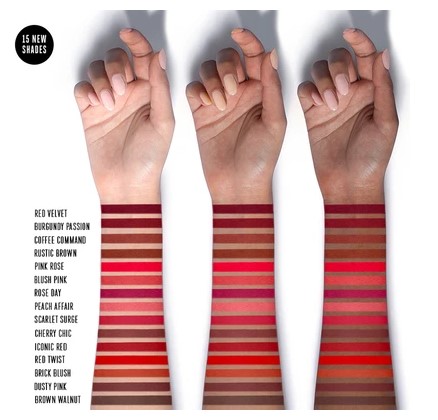 15 NEW
SHADES
RED VELVET
BURGUNDY PASSION
COFFEE COMMAND
RUSTIC BROWN
PINK ROSE
BLUSH PINK
ROSE DAY
PEACH AFFAIR
SCARLET SURGE
CHERRY CHIC
ICONIC RED
RED TWIST
BRICK BLUSH
DUSTY PINK
BROWN WALNUT